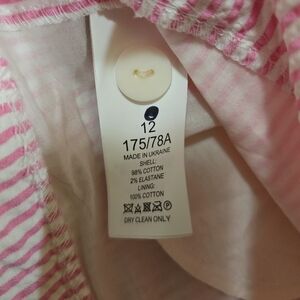 12
175/78A
MADE IN UKRAINE
SHELL:
98% COTTON
2% ELASTANE
LINING:
100% COTTON
DRY CLEAN ONLY